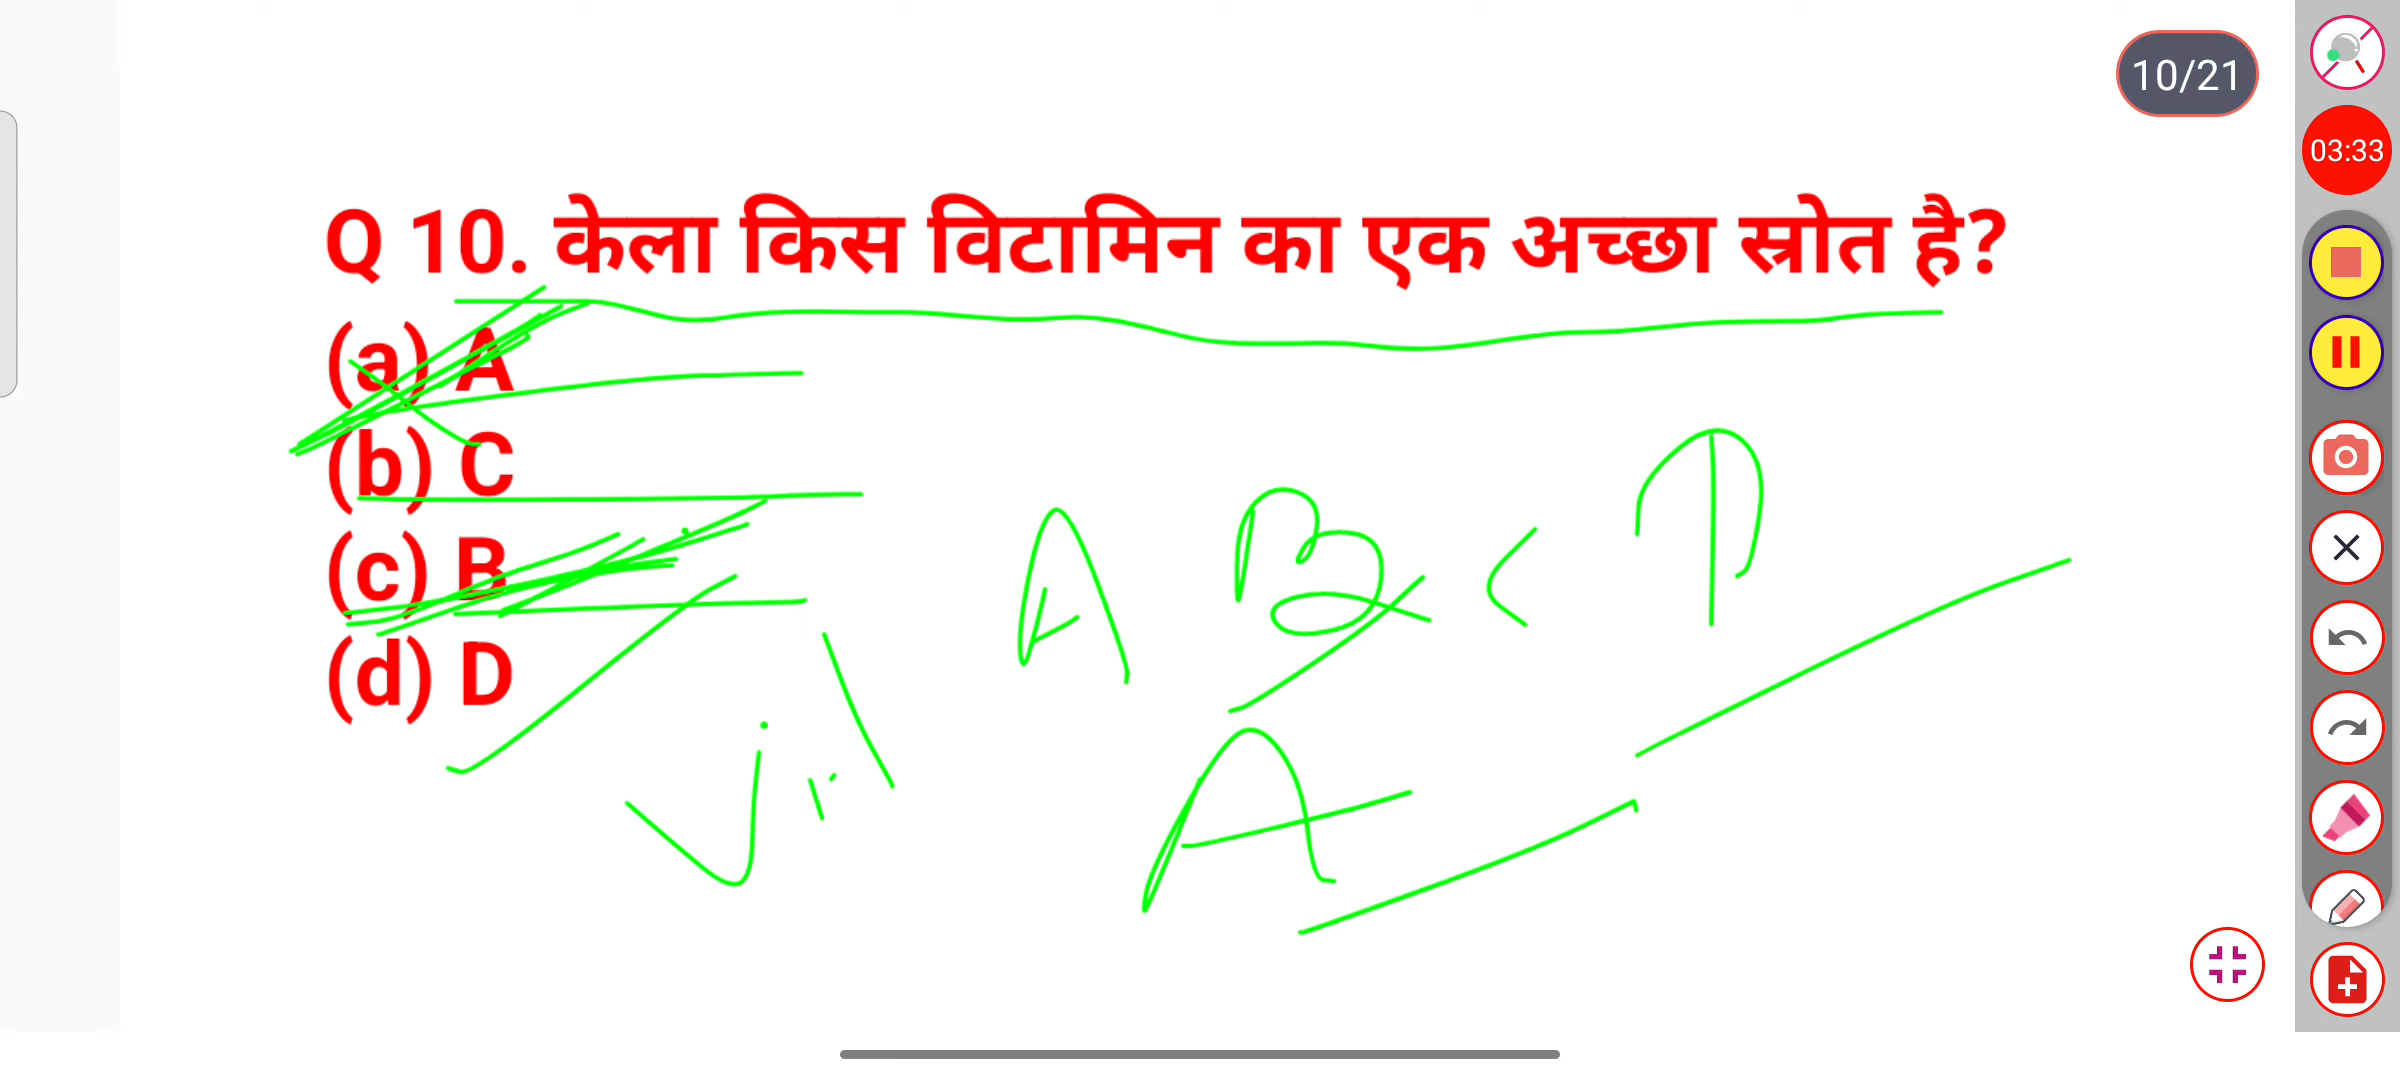 10/21
03:33
Q 10. केला किस विटामिन का एक अच्छा स्रोत है?
(a) A
(b) C
(c) B
(d) D
A B C D
A